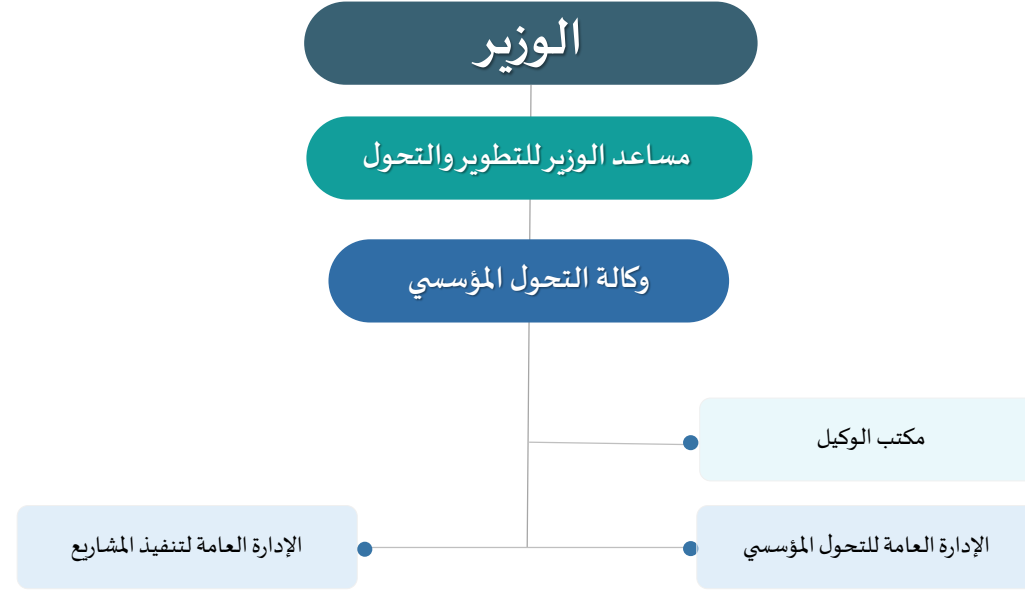 الوزير
مساعد الوزير للتطوير والتحول
وكالة التحول المؤسسي
مكتب الوكيل
الإدارة العامة للتحول المؤسسي
الإدارة العامة لتنفيذ المشاريع